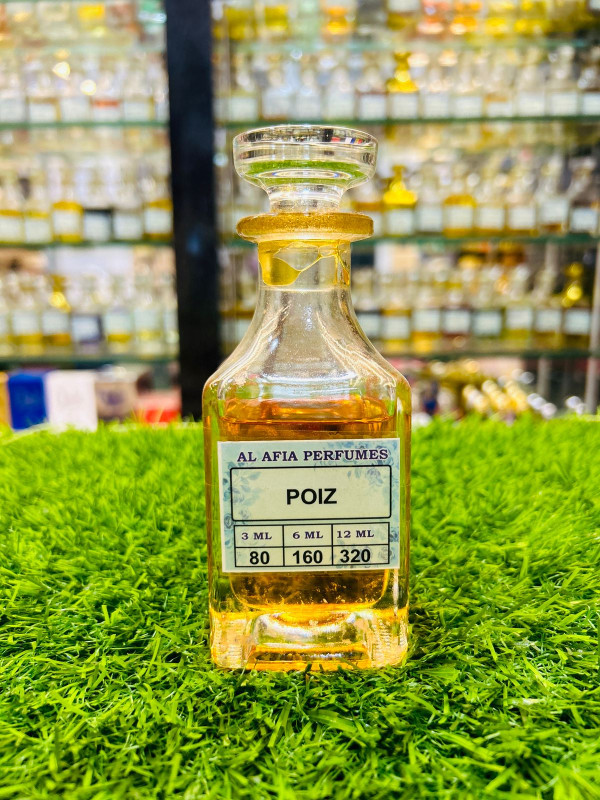 AL AFIA PERFUMES
POIZ
3 ML 6 ML 12 ML
80 160 320